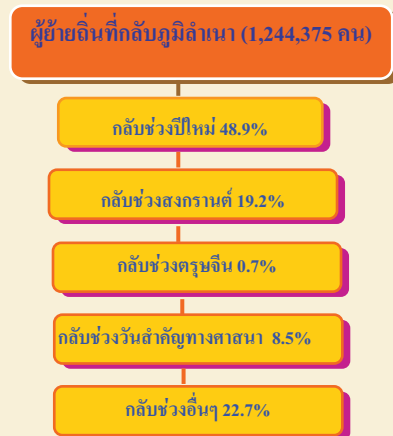 ผู้ย้ายถิ่นที่กลับภูมิลำเนา (1,244,375 คน)
กลับช่วงปีใหม่ 48.9%
กลับช่วงสงกรานต์ 19.2%
กลับช่วงตรุษจีน 0.7%
กลับช่วงวันสำคัญทางศาสนา 8.5%
กลับช่วงอื่นๆ 22.7%